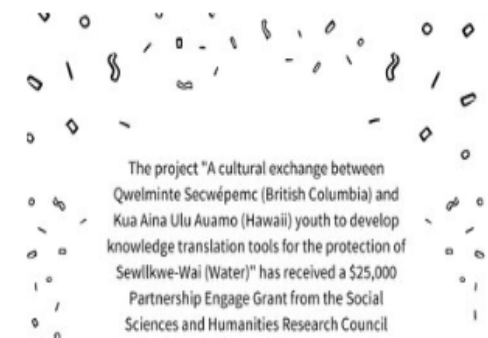 The project "A cultural exchange between
Qwelminte Secwépemc (British Columbia) and
Kua Aina Ulu Auamo (Hawaii) youth to develop
knowledge translation tools for the protection of
Sewllkwe-Wai (Water)" has received a $25,000
Partnership Engage Grant from the Social
Sciences and Humanities Research Council